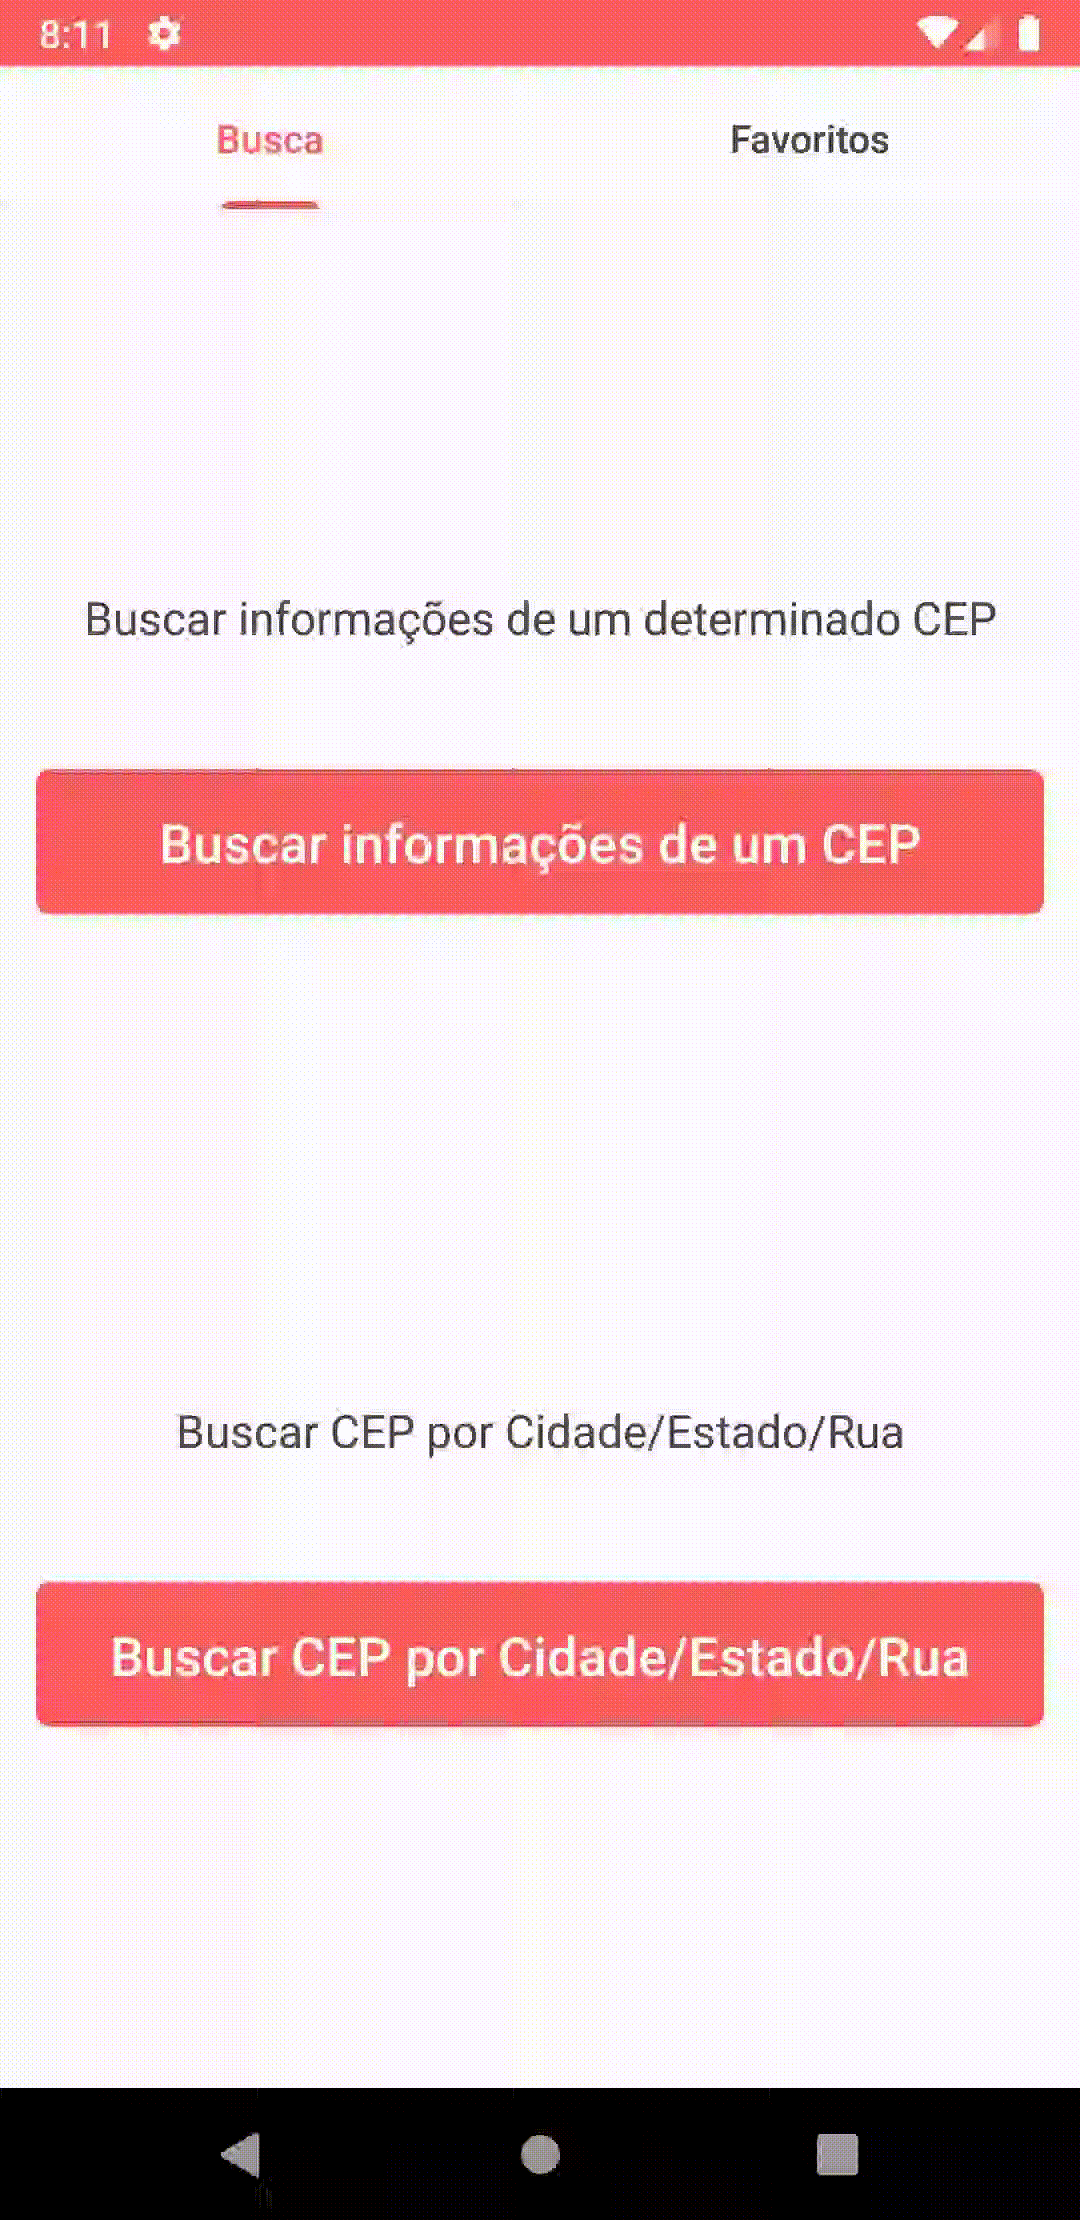 8:11
Busca
Favoritos
Buscar informações de um determinado CEP
Buscar informações de um CEP
Buscar CEP por Cidade/Estado/Rua
Buscar CEP por Cidade/Estado/Rua